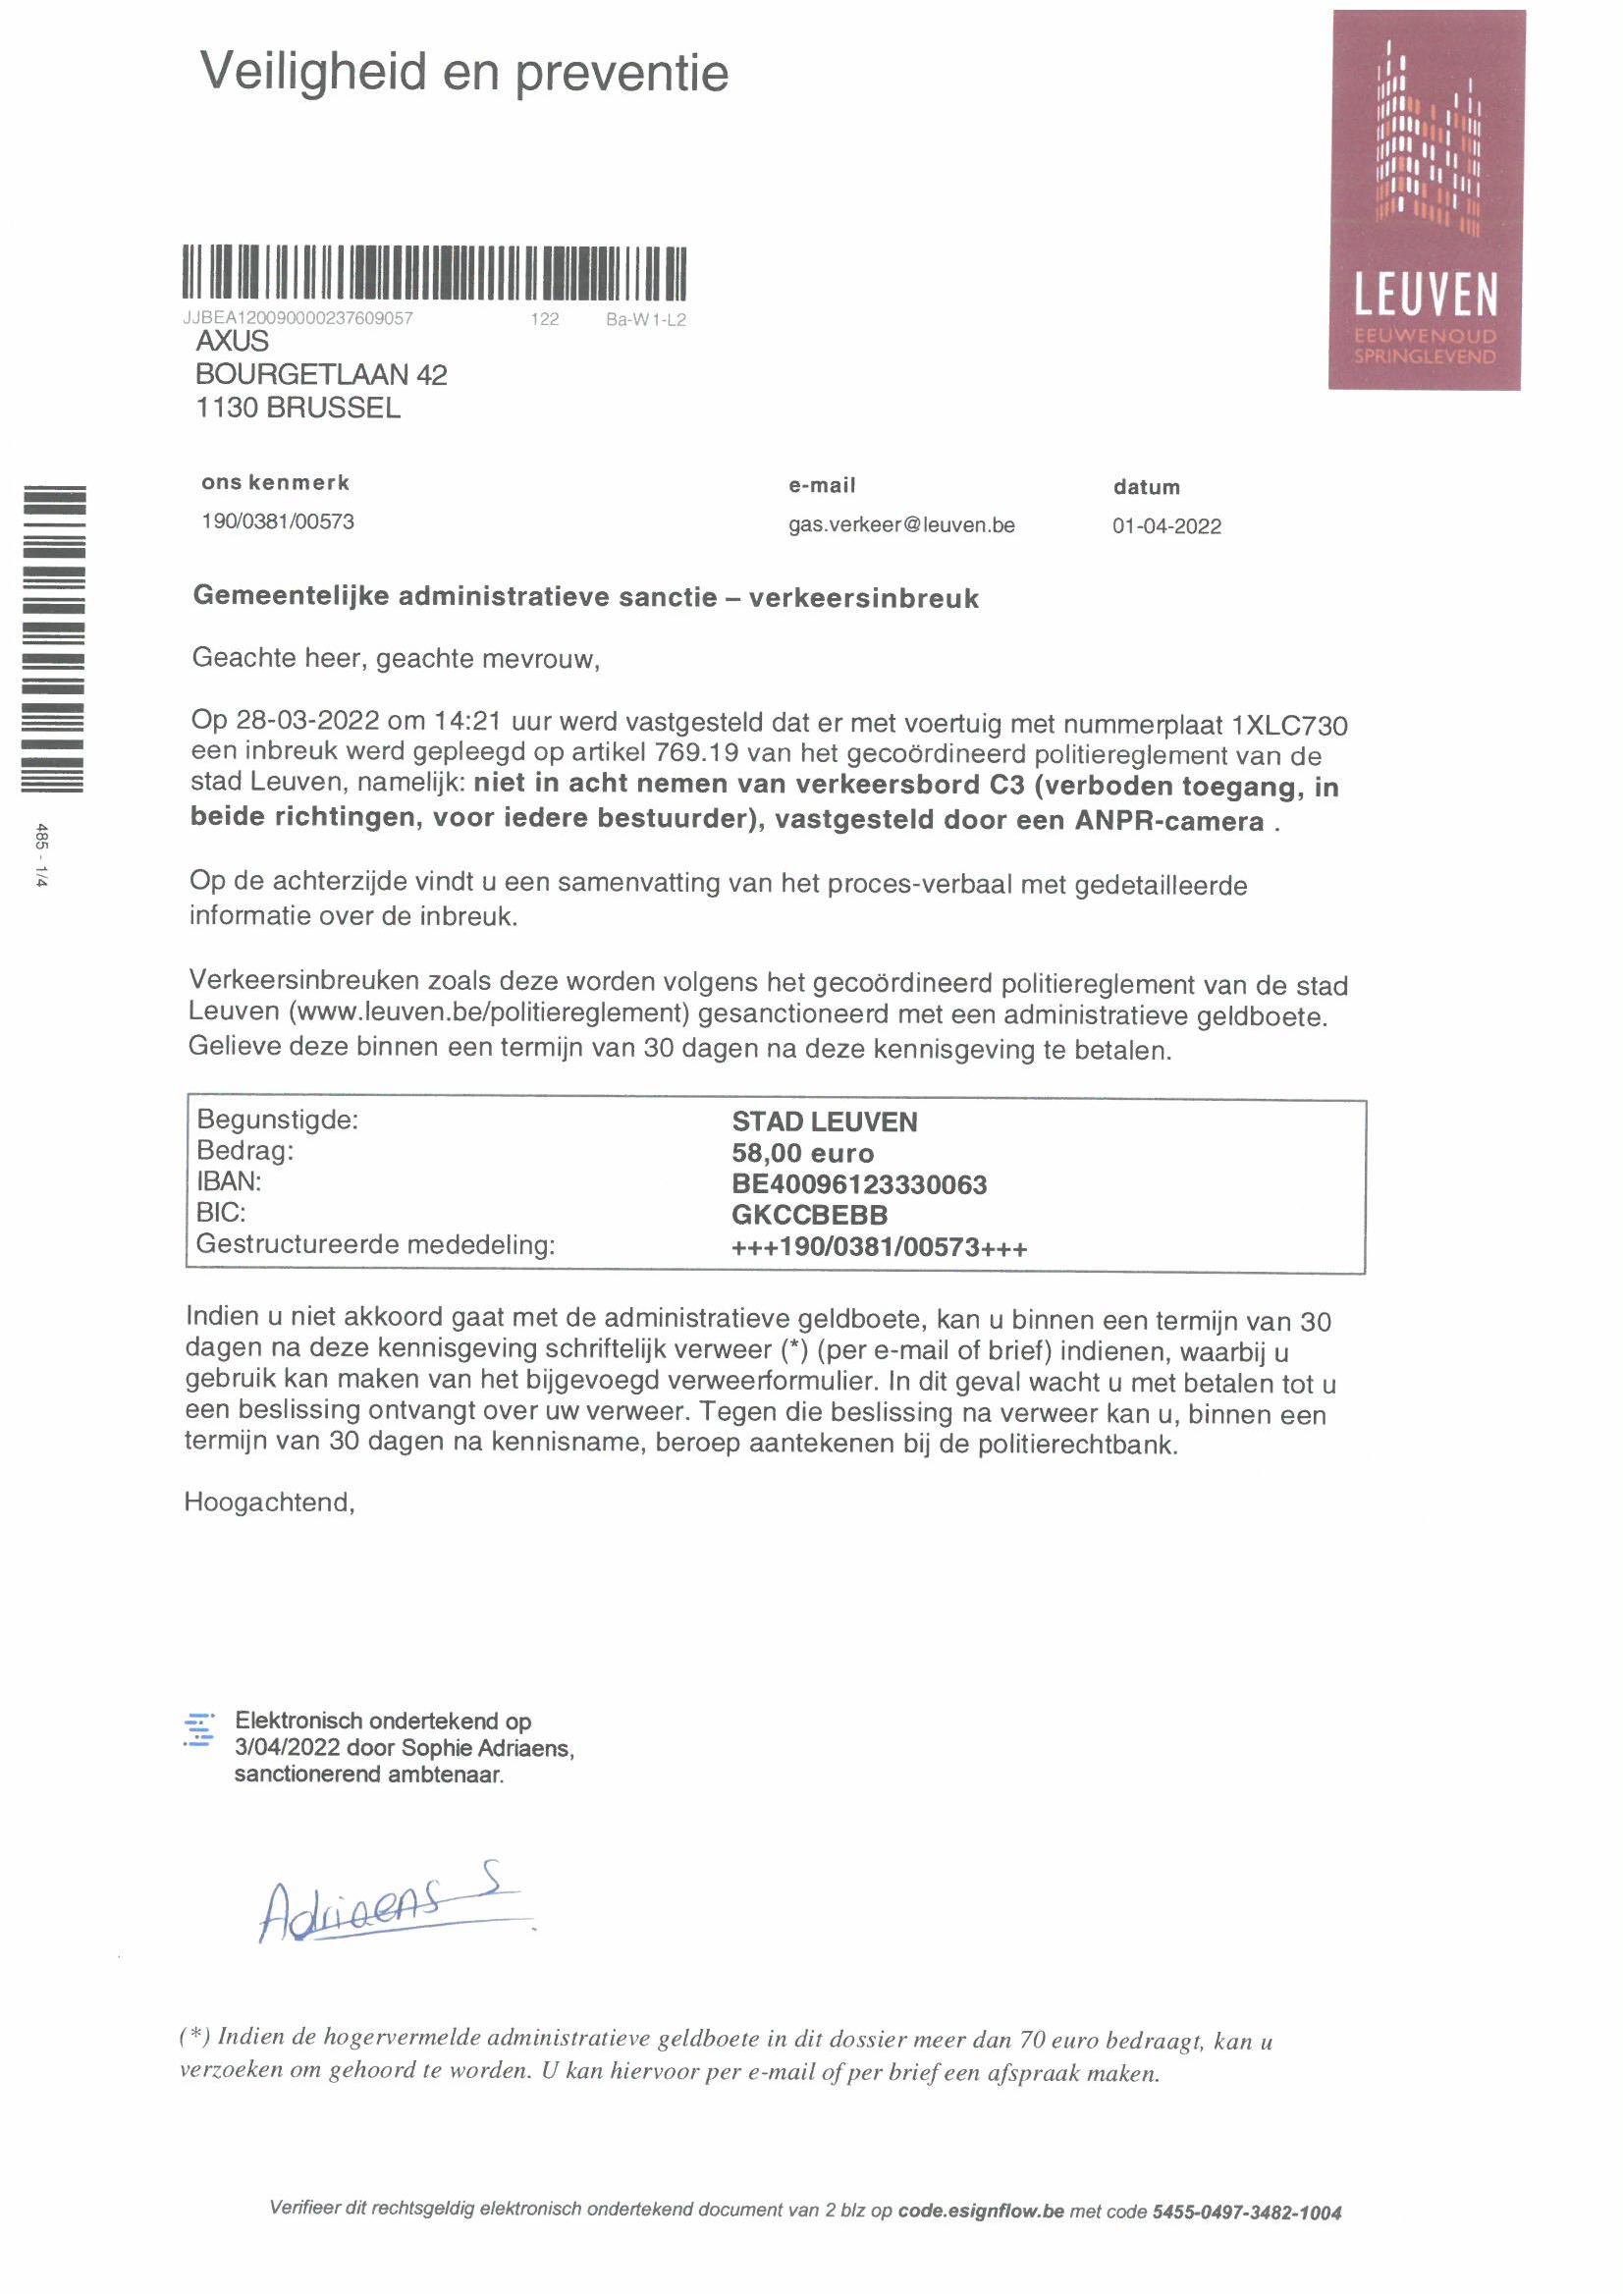 Veiligheid en preventie
LEUVEN
EEUWENOUD
SPRINGLEVEND
JJBEA120090000237609057 122 Ba-W1-L2
AXUS
BOURGETLAAN 42
1130 BRUSSEL
ons kenmerk e-mail datum
190/0381/00573 gas.verkeer@leuven.be 01-04-2022
485 - 1/4
Gemeentelijke administratieve sanctie – verkeersinbreuk
Geachte heer, geachte mevrouw,
Op 28-03-2022 om 14:21 uur werd vastgesteld dat er met voertuig met nummerplaat 1XLC730
een inbreuk werd gepleegd op artikel 769.19 van het gecoördineerd politiereglement van de
stad Leuven, namelijk: niet in acht nemen van verkeersbord C3 (verboden toegang, in
beide richtingen, voor iedere bestuurder), vastgesteld door een ANPR-camera .
Op de achterzijde vindt u een samenvatting van het proces-verbaal met gedetailleerde
informatie over de inbreuk.
Verkeersinbreuken zoals deze worden volgens het gecoördineerd politiereglement van de stad
Leuven (www.leuven.be/politiereglement) gesanctioneerd met een administratieve geldboete.
Gelieve deze binnen een termijn van 30 dagen na deze kennisgeving te betalen.
Begunstigde: STAD LEUVEN
Bedrag: 58,00 euro
IBAN: BE40096123330063
BIC: GKCCBEBB
Gestructureerde mededeling: +++190/0381/00573+++
Indien u niet akkoord gaat met de administratieve geldboete, kan u binnen een termijn van 30
dagen na deze kennisgeving schriftelijk verweer (*) (per e-mail of brief) indienen, waarbij u
gebruik kan maken van het bijgevoegd verweerformulier. In dit geval wacht u met betalen tot u
een beslissing ontvangt over uw verweer. Tegen die beslissing na verweer kan u, binnen een
termijn van 30 dagen na kennisname, beroep aantekenen bij de politierechtbank.
Hoogachtend,
Elektronisch ondertekend op
3/04/2022 door Sophie Adriaens,
sanctionerend ambtenaar.
Adriaens S
(*) Indien de hogervermelde administratieve geldboete in dit dossier meer dan 70 euro bedraagt, kan u
verzoeken om gehoord te worden. U kan hiervoor per e-mail of per brief een afspraak maken.
Verifieer dit rechtsgeldig elektronisch ondertekend document van 2 blz op code.esignflow.be met code 5455-0497-3482-1004